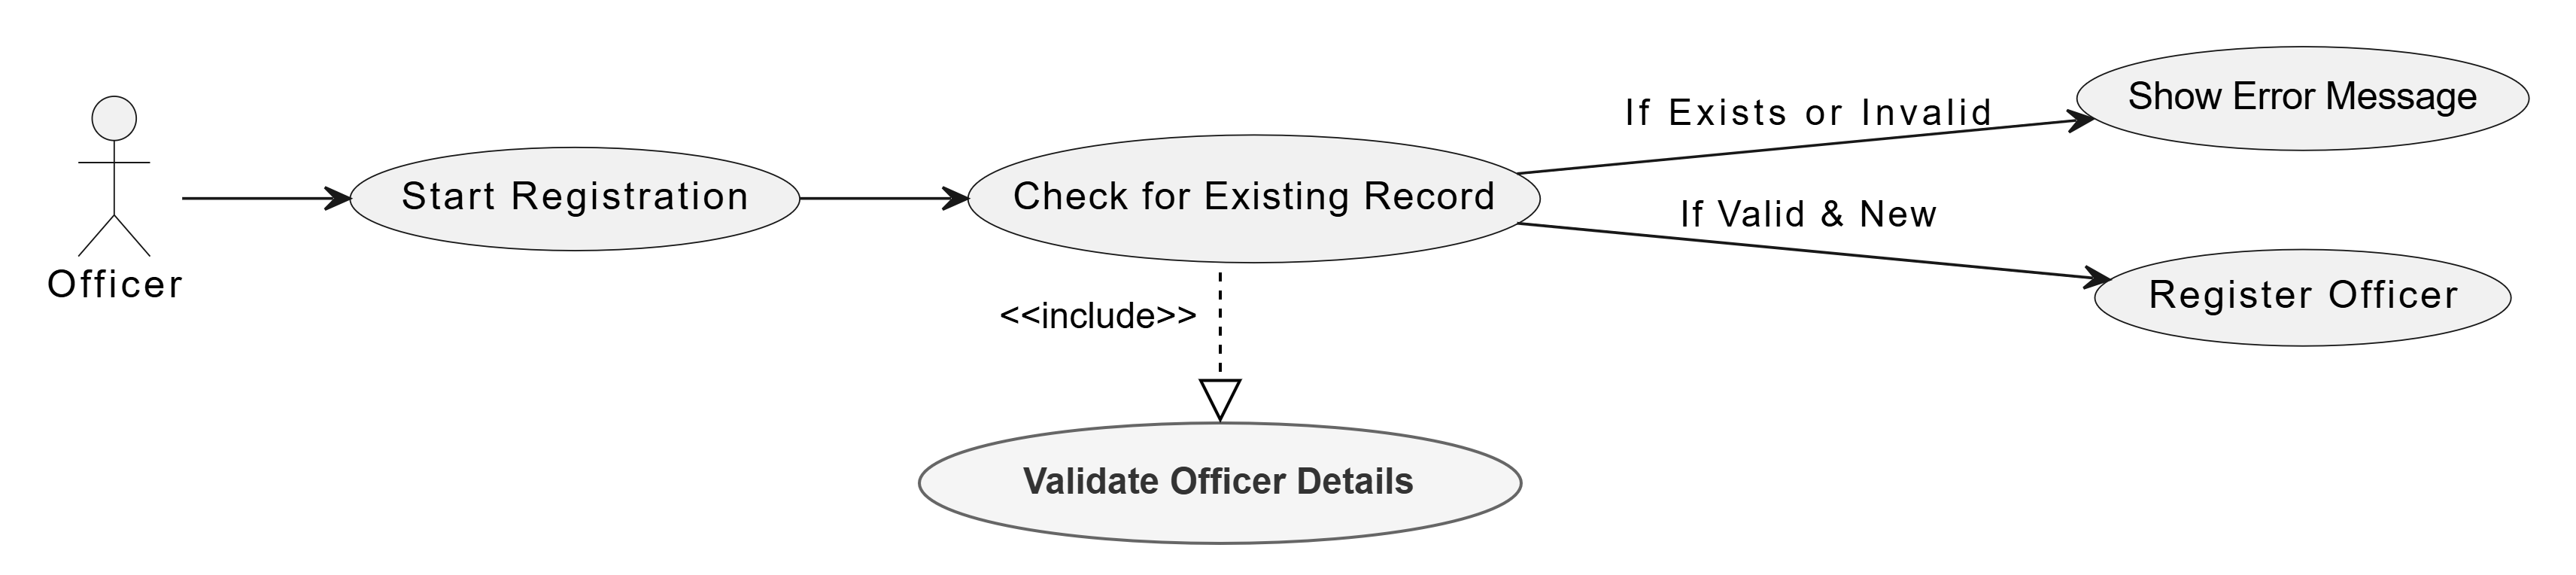 Officer
Start Registration
Check for Existing Record
If Exists or Invalid
Show Error Message
If Valid & New
Register Officer
<<include>>
Validate Officer Details